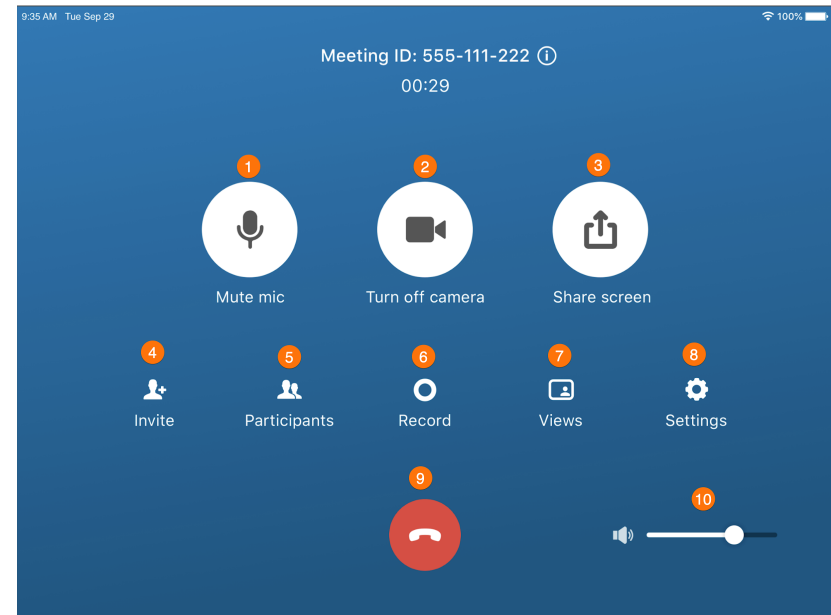 9:35 AM Tue Sep 29
100%
Meeting ID: 555-111-222 i
00:29
1 2 3
Mute mic Turn off camera Share screen
4 5 6 7 8
Invite Participants Record Views Settings
9 10